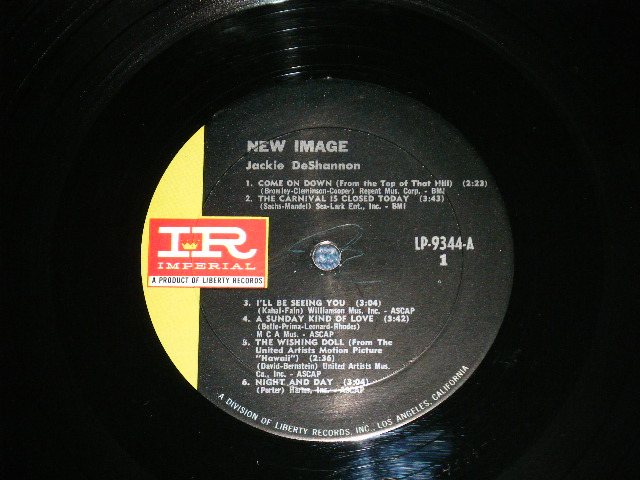 NEW IMAGE
Jackie DeShannon
1. COME ON DOWN (From the Top of That Hill) (2:23)
(Bromley-Cleminson-Cooper) Regent Mus. Corp. - BMI
2. THE CARNIVAL IS CLOSED TODAY (3:43)
(Sachs-Mandel) Sea-Lark Ent., Inc. - BMI
IR
IMPERIAL
A PRODUCT OF LIBERTY RECORDS
LP-9344-A
1
3. I'LL BE SEEING YOU (3:04)
(Kahal-Fain) Williamson Mus. Inc. - ASCAP
4. A SUNDAY KIND OF LOVE (3:42)
(Belle-Prima-Leonard-Rhodes)
M C A Mus. - ASCAP
5. THE WISHING DOLL (From The
United Artists Motion Picture
"Hawaii") (2:36)
(David-Bernstein) United Artists Mus.
Co., Inc. - ASCAP
6. NIGHT AND DAY (3:04)
(Porter) Harms, Inc. - ASCAP
A DIVISION OF LIBERTY RECORDS, INC., LOS ANGELES, CALIFORNIA